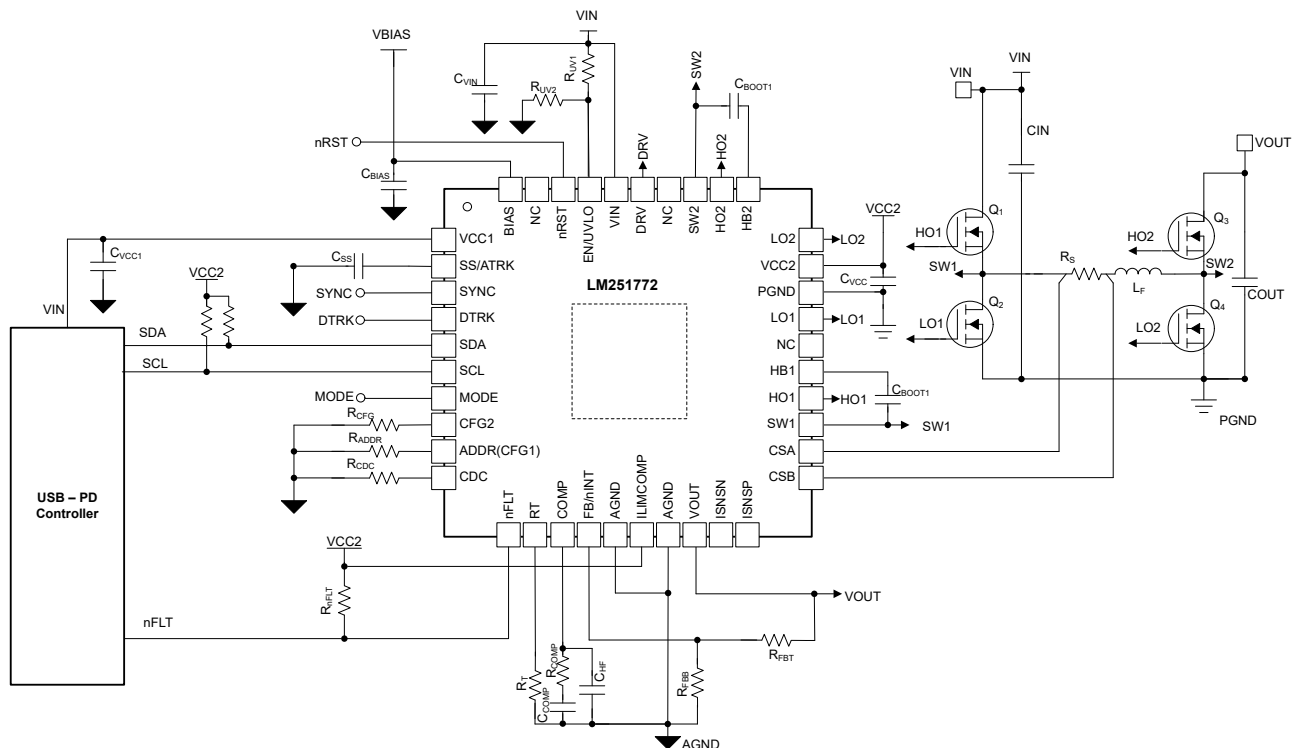 VIN
VBIAS
CVIN
RUV1
RUV2
SW2
CBOOT1
nRST
DRV
HO2
CBIAS
BIAS
NC
nRST
EN/UVLO
VIN
DRV
NC
SW2
HO2
HB2
VCC1
SS/ATRK
SYNC
DTRK
SDA
SCL
MODE
CFG2
ADDR(CFG1)
CDC
LM251772
LO2
VCC2
PGND
LO1
NC
HB1
HO1
SW1
CSA
CSB
nFLT
RT
COMP
FB/nINT
AGND
ILIMCOMP
AGND
VOUT
ISNSN
ISNSP
CVCC1
CSS
SYNC
DTRK
VCC2
VIN
SDA
SCL
MODE
RCFG
RADDR
RCDC
USB – PD
Controller
VCC2
RnFLT
nFLT
RT
RCOMP
CCOMP
CHF
RFBB
RFBT
VOUT
AGND
VCC2
LO2
CVCC
LO1
HO1
CBOOT1
SW1
VIN
VIN
CIN
VOUT
Q1
HO1
SW1
Q2
LO1
RS
LF
Q3
HO2
SW2
Q4
LO2
COUT
PGND